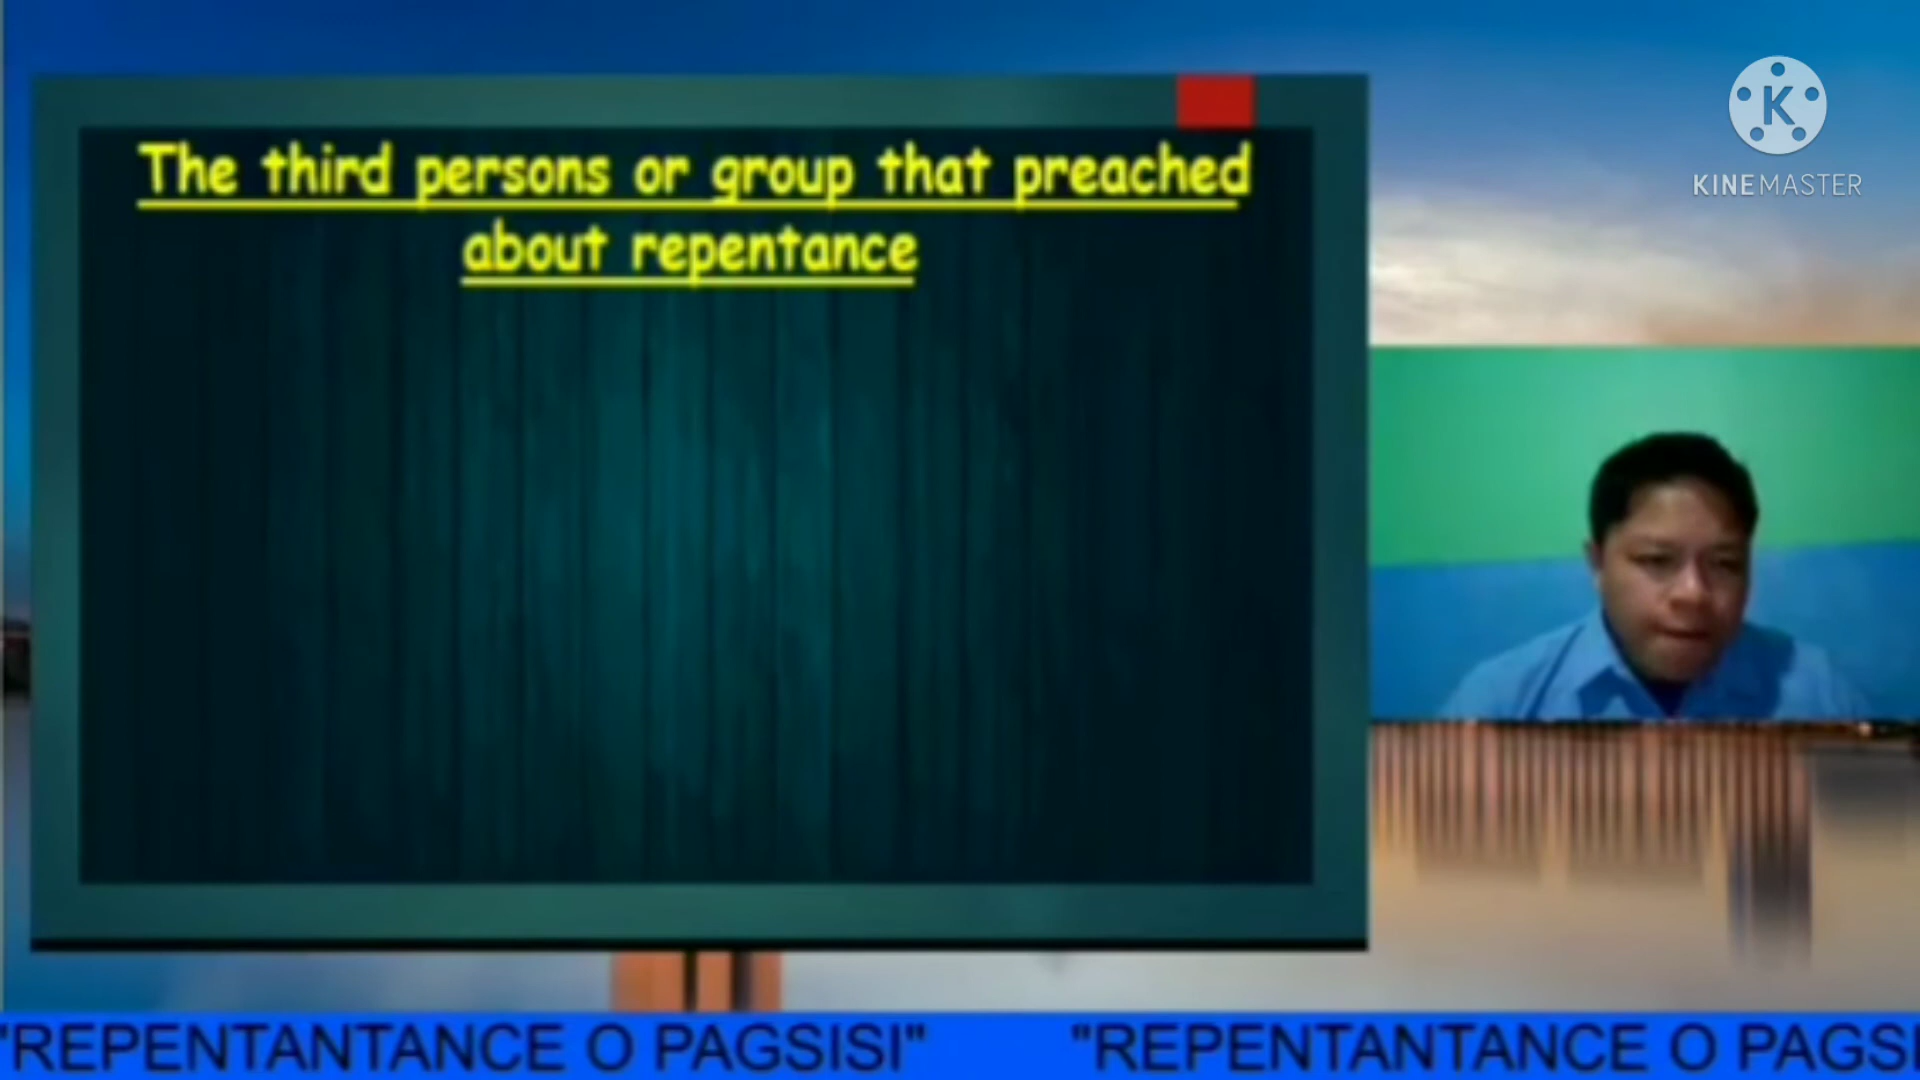 The third persons or group that preached
about repentance
K
KINEMASTER
"REPENTANTANCE O PAGSISI" "REPENTANTANCE O PAGSI